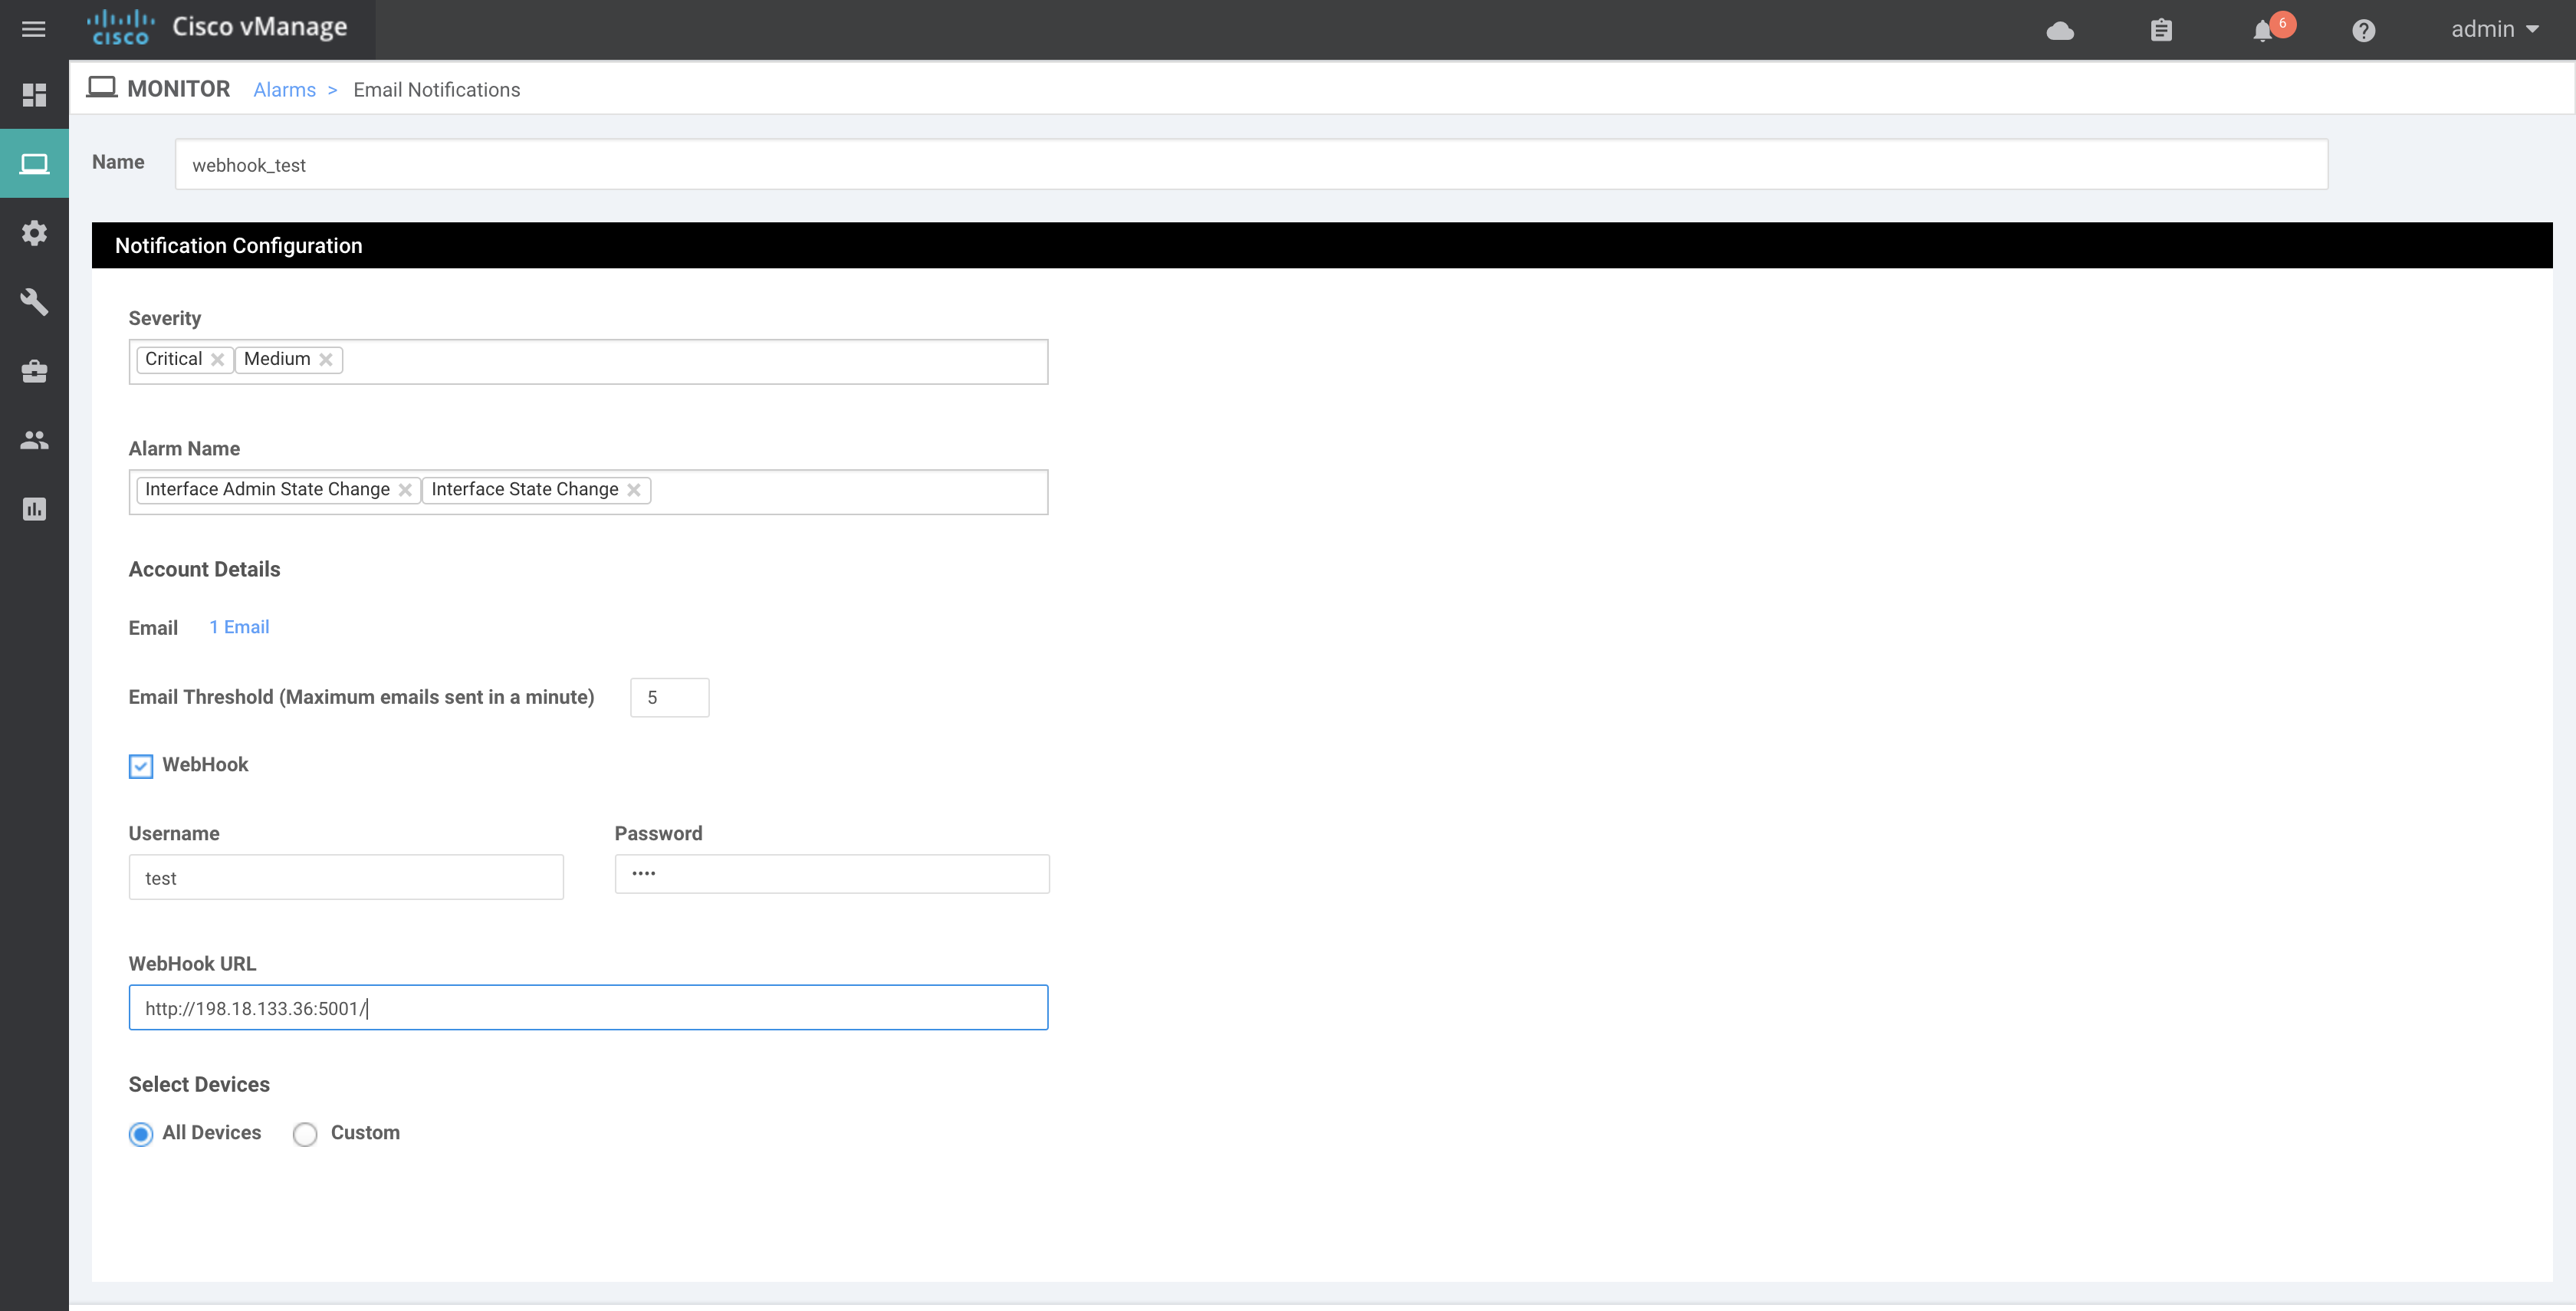 CISCO Cisco vManage
6
admin
MONITOR Alarms > Email Notifications
Name webhook_test
Notification Configuration
Severity
Critical Medium
Alarm Name
Interface Admin State Change Interface State Change
Account Details
Email 1 Email
Email Threshold (Maximum emails sent in a minute) 5
WebHook
Username Password
test ••••
WebHook URL
http://198.18.133.36:5001/
Select Devices
All Devices Custom